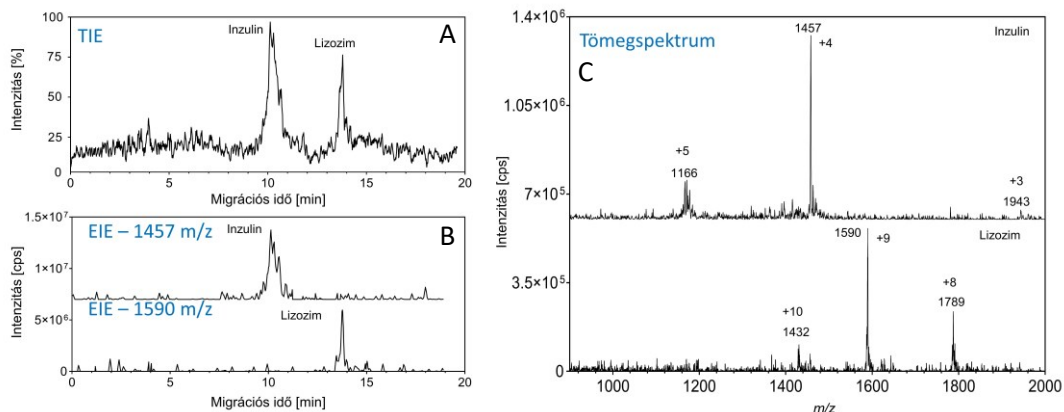 TIE
A
Inzulin
Lizozim
Intenzitás [%]
100
75
50
25
0
0 5 10 15 20
Migrációs idő [min]
B
EIE – 1457 m/z
Inzulin
EIE – 1590 m/z
Lizozim
Intenzitás [cps]
1.5×10⁷
1×10⁷
5×10⁶
0
0 5 10 15 20
Migrációs idő [min]
Tömegspektrum
C
Intenzitás [cps]
1.4×10⁶
1.05×10⁶
7×10⁵
3.5×10⁵
0
1457
+4
Inzulin
+5
1166
+3
1943
Lizozim
1590
+9
+8
1789
+10
1432
1000 1200 1400 1600 1800 2000
m/z